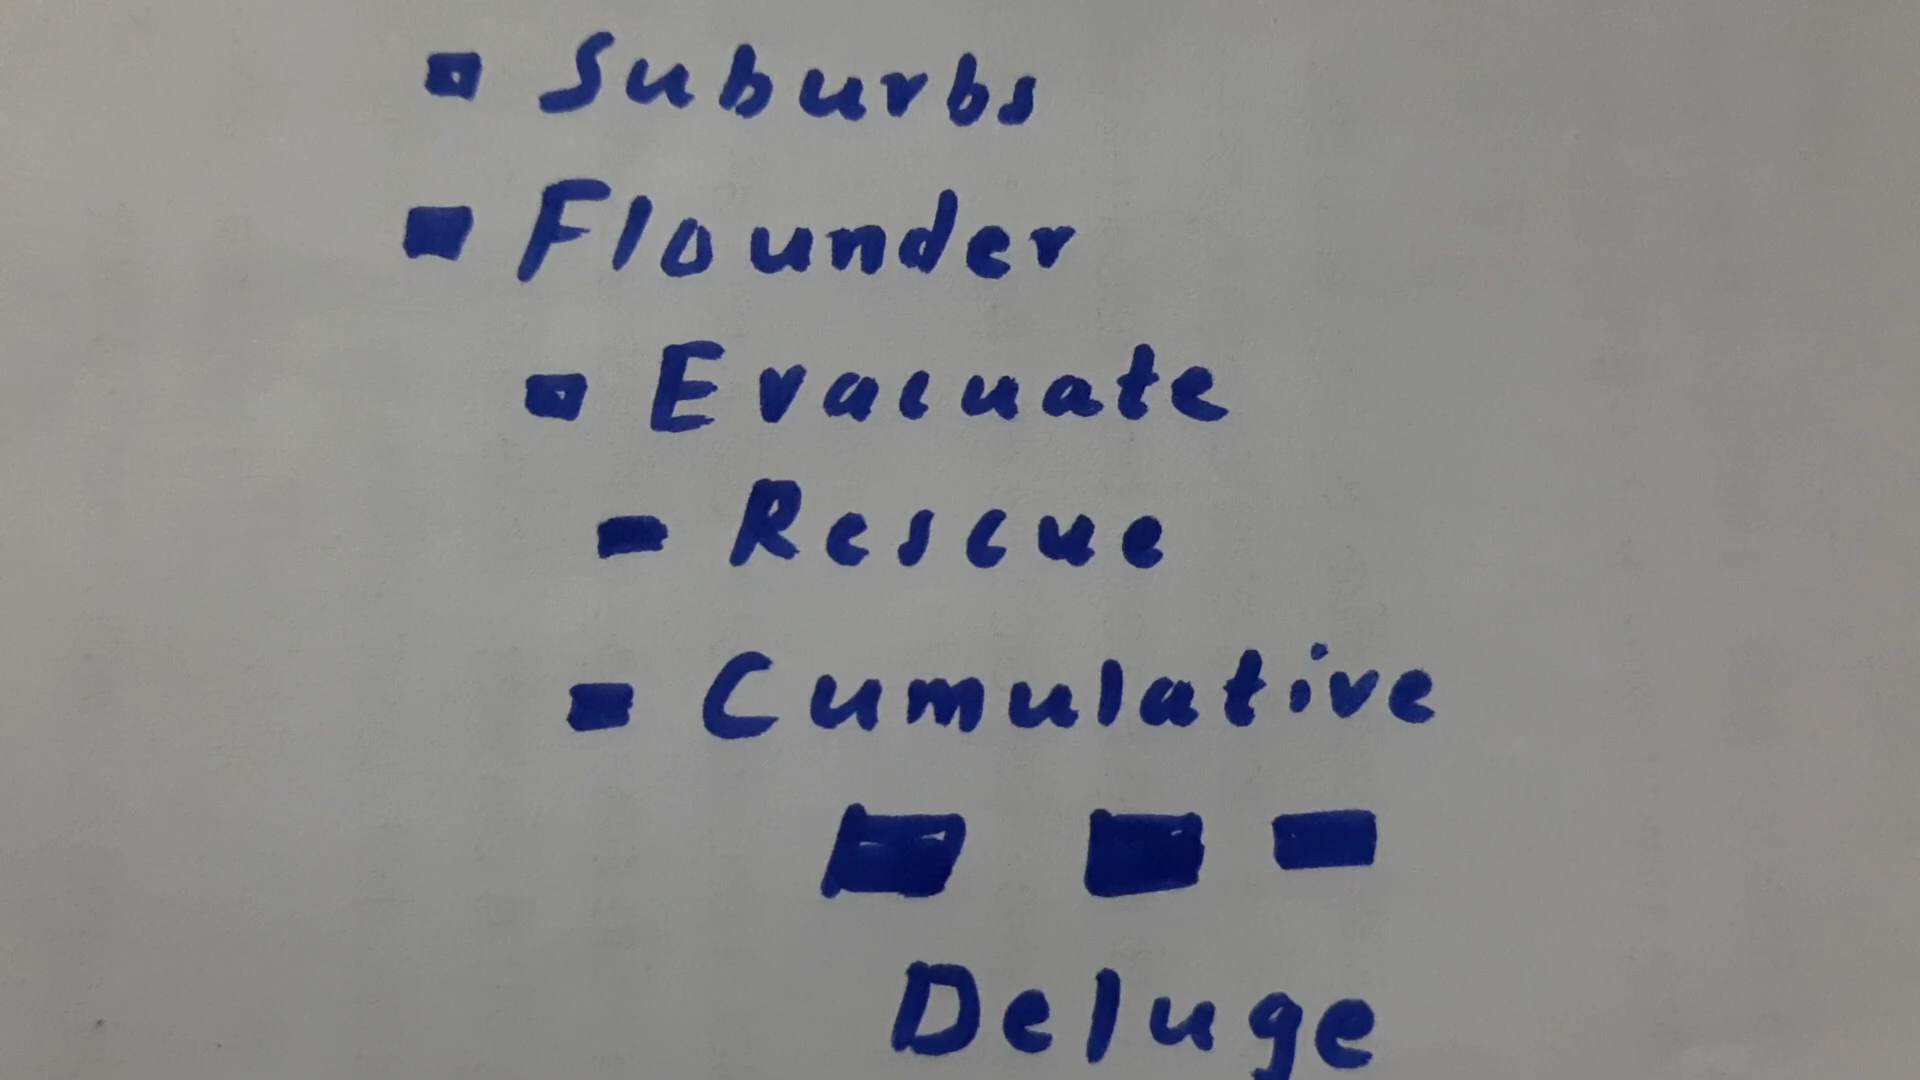 ▪ Suburbs
▪ Flounder
▪ Evacuate
- Rescue
▪ Cumulative
Deluge